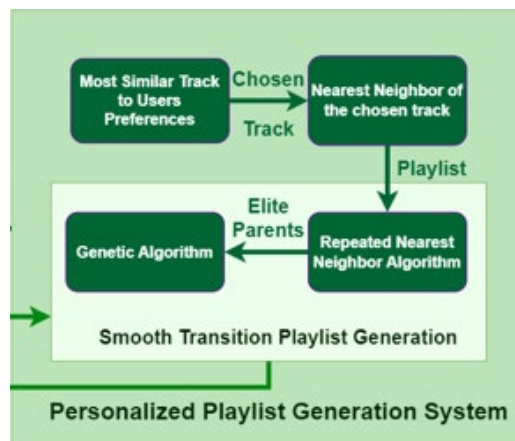 Most Similar Track
to Users
Preferences
Chosen
Track
Nearest Neighbor of
the chosen track
Playlist
Elite
Parents
Genetic Algorithm
Repeated Nearest
Neighbor Algorithm
Smooth Transition Playlist Generation
Personalized Playlist Generation System